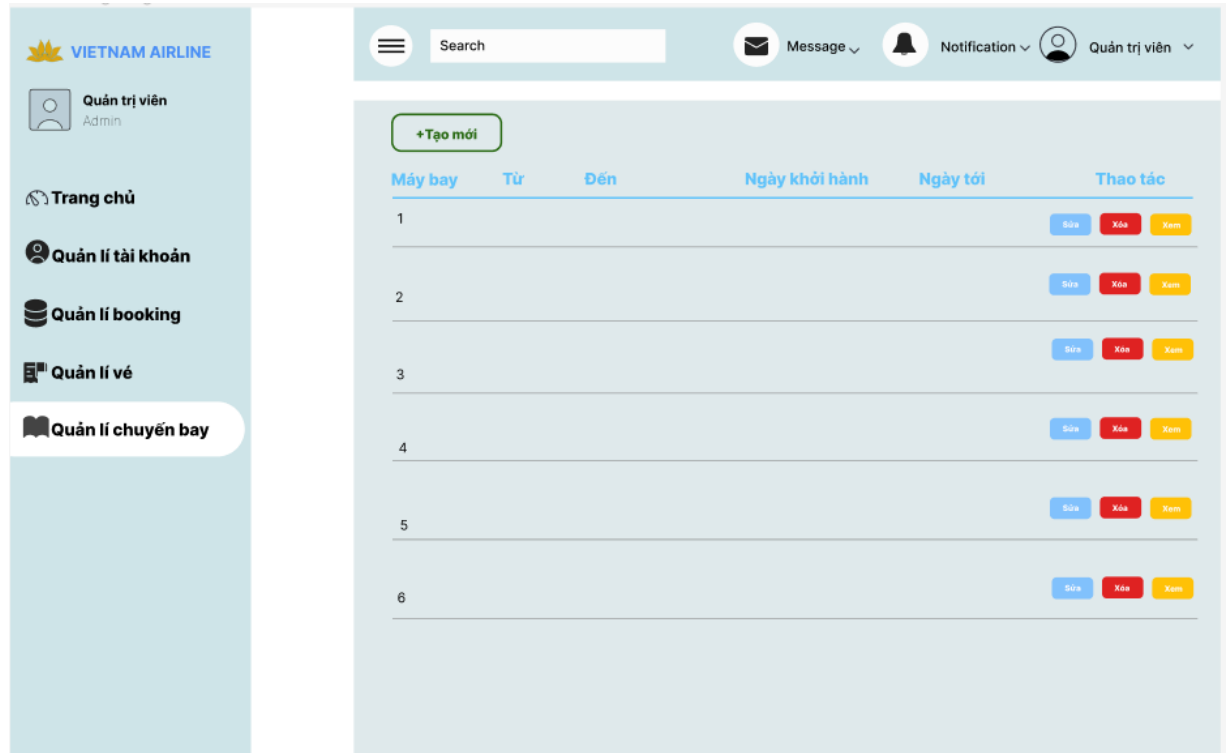 VIETNAM AIRLINE
Quản trị viên
Admin
Trang chủ
Quản lí tài khoản
Quản lí booking
Quản lí vé
Quản lí chuyến bay
Search
Message
Notification
Quản trị viên
+Tạo mới
Máy bay Từ Đến Ngày khởi hành Ngày tới Thao tác
1 Sửa Xóa Xem
2 Sửa Xóa Xem
3 Sửa Xóa Xem
4 Sửa Xóa Xem
5 Sửa Xóa Xem
6 Sửa Xóa Xem